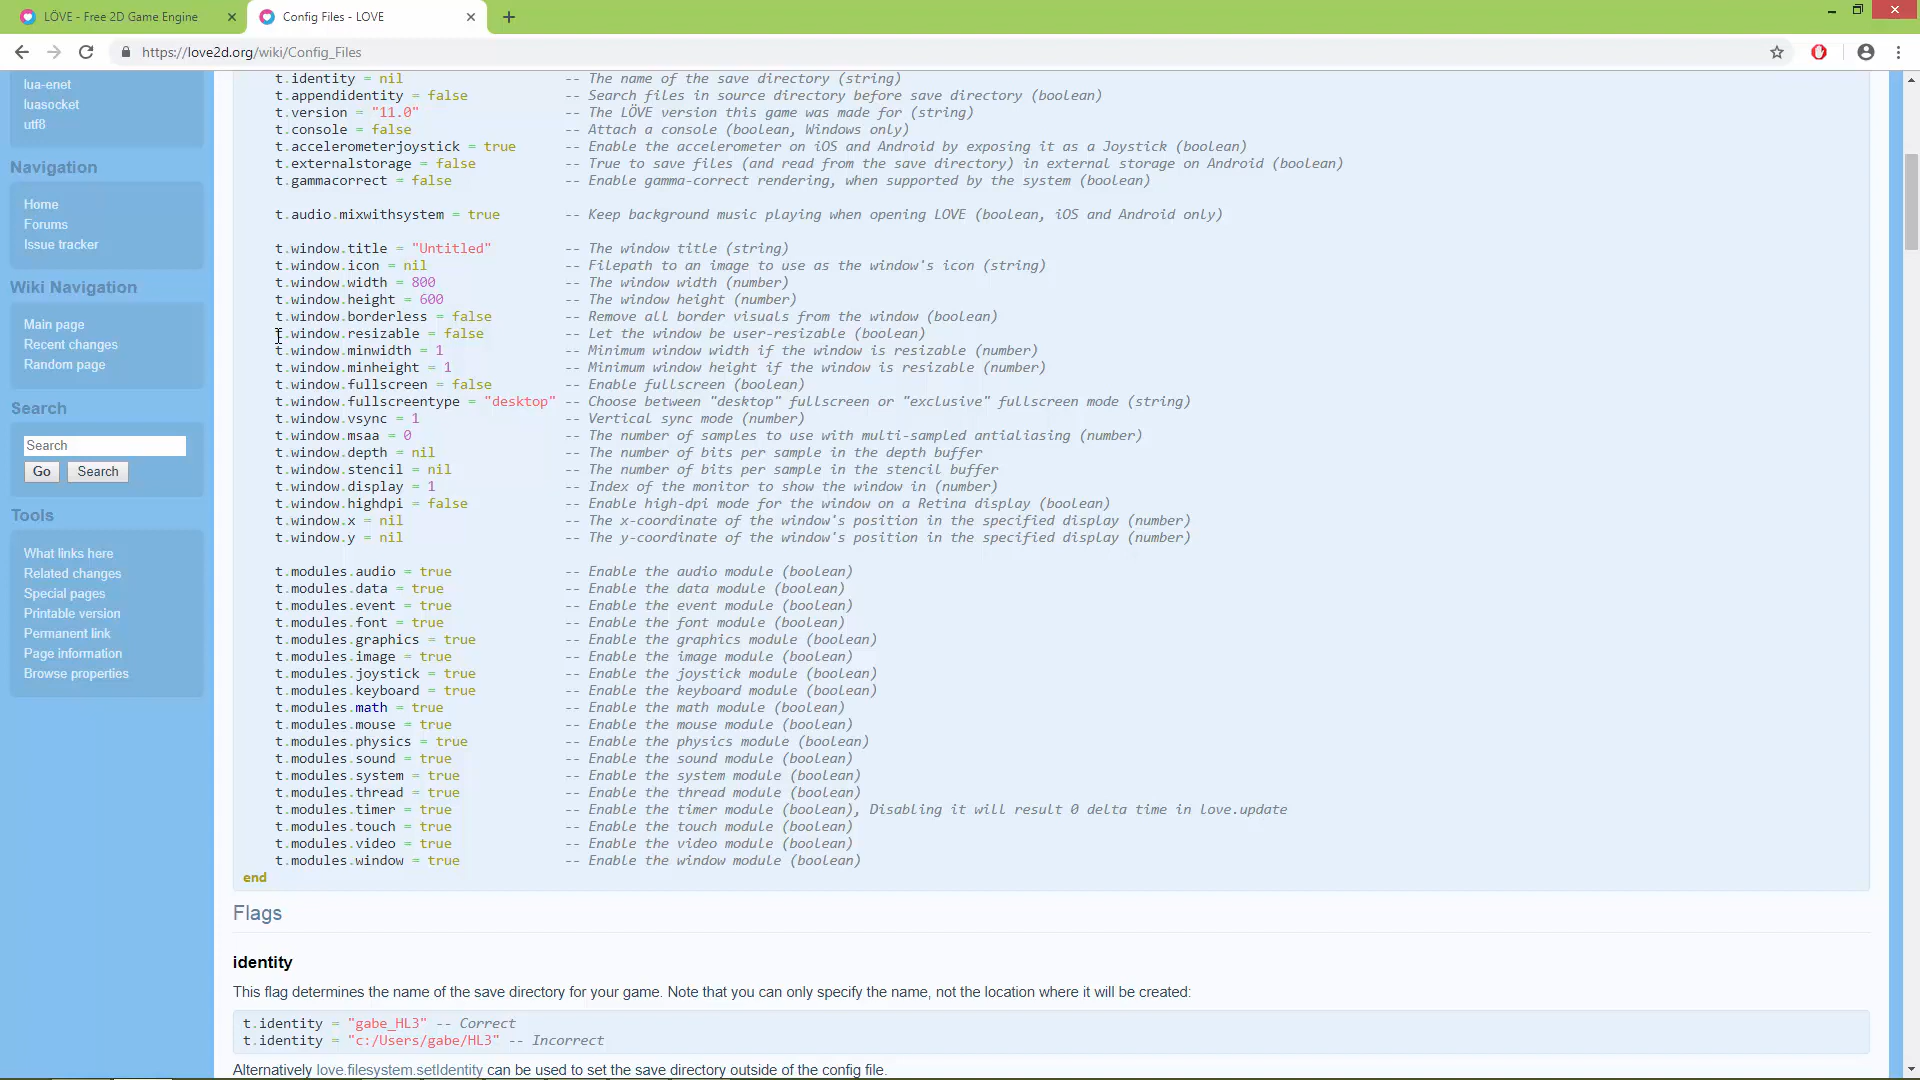 LÖVE - Free 2D Game Engine
Config Files - LOVE
https://love2d.org/wiki/Config_Files
lua-enet
luasocket
utf8
Navigation
Home
Forums
Issue tracker
Wiki Navigation
Main page
Recent changes
Random page
Search
Search
Go Search
Tools
What links here
Related changes
Special pages
Printable version
Permanent link
Page information
Browse properties
t.identity = nil -- The name of the save directory (string)
t.appendidentity = false -- Search files in source directory before save directory (boolean)
t.version = "11.0" -- The LÖVE version this game was made for (string)
t.console = false -- Attach a console (boolean, Windows only)
t.accelerometerjoystick = true -- Enable the accelerometer on iOS and Android by exposing it as a Joystick (boolean)
t.externalstorage = false -- True to save files (and read from the save directory) in external storage on Android (boolean)
t.gammacorrect = false -- Enable gamma-correct rendering, when supported by the system (boolean)
t.audio.mixwithsystem = true -- Keep background music playing when opening LOVE (boolean, iOS and Android only)
t.window.title = "Untitled" -- The window title (string)
t.window.icon = nil -- Filepath to an image to use as the window's icon (string)
t.window.width = 800 -- The window width (number)
t.window.height = 600 -- The window height (number)
t.window.borderless = false -- Remove all border visuals from the window (boolean)
t.window.resizable = false -- Let the window be user-resizable (boolean)
t.window.minwidth = 1 -- Minimum window width if the window is resizable (number)
t.window.minheight = 1 -- Minimum window height if the window is resizable (number)
t.window.fullscreen = false -- Enable fullscreen (boolean)
t.window.fullscreentype = "desktop" -- Choose between "desktop" fullscreen or "exclusive" fullscreen mode (string)
t.window.vsync = 1 -- Vertical sync mode (number)
t.window.msaa = 0 -- The number of samples to use with multi-sampled antialiasing (number)
t.window.depth = nil -- The number of bits per sample in the depth buffer
t.window.stencil = nil -- The number of bits per sample in the stencil buffer
t.window.display = 1 -- Index of the monitor to show the window in (number)
t.window.highdpi = false -- Enable high-dpi mode for the window on a Retina display (boolean)
t.window.x = nil -- The x-coordinate of the window's position in the specified display (number)
t.window.y = nil -- The y-coordinate of the window's position in the specified display (number)
t.modules.audio = true -- Enable the audio module (boolean)
t.modules.data = true -- Enable the data module (boolean)
t.modules.event = true -- Enable the event module (boolean)
t.modules.font = true -- Enable the font module (boolean)
t.modules.graphics = true -- Enable the graphics module (boolean)
t.modules.image = true -- Enable the image module (boolean)
t.modules.joystick = true -- Enable the joystick module (boolean)
t.modules.keyboard = true -- Enable the keyboard module (boolean)
t.modules.math = true -- Enable the math module (boolean)
t.modules.mouse = true -- Enable the mouse module (boolean)
t.modules.physics = true -- Enable the physics module (boolean)
t.modules.sound = true -- Enable the sound module (boolean)
t.modules.system = true -- Enable the system module (boolean)
t.modules.thread = true -- Enable the thread module (boolean)
t.modules.timer = true -- Enable the timer module (boolean), Disabling it will result 0 delta time in love.update
t.modules.touch = true -- Enable the touch module (boolean)
t.modules.video = true -- Enable the video module (boolean)
t.modules.window = true -- Enable the window module (boolean)
end
Flags
identity
This flag determines the name of the save directory for your game. Note that you can only specify the name, not the location where it will be created:
t.identity = "gabe_HL3" -- Correct
t.identity = "c:/Users/gabe/HL3" -- Incorrect
Alternatively love.filesystem.setIdentity can be used to set the save directory outside of the config file.